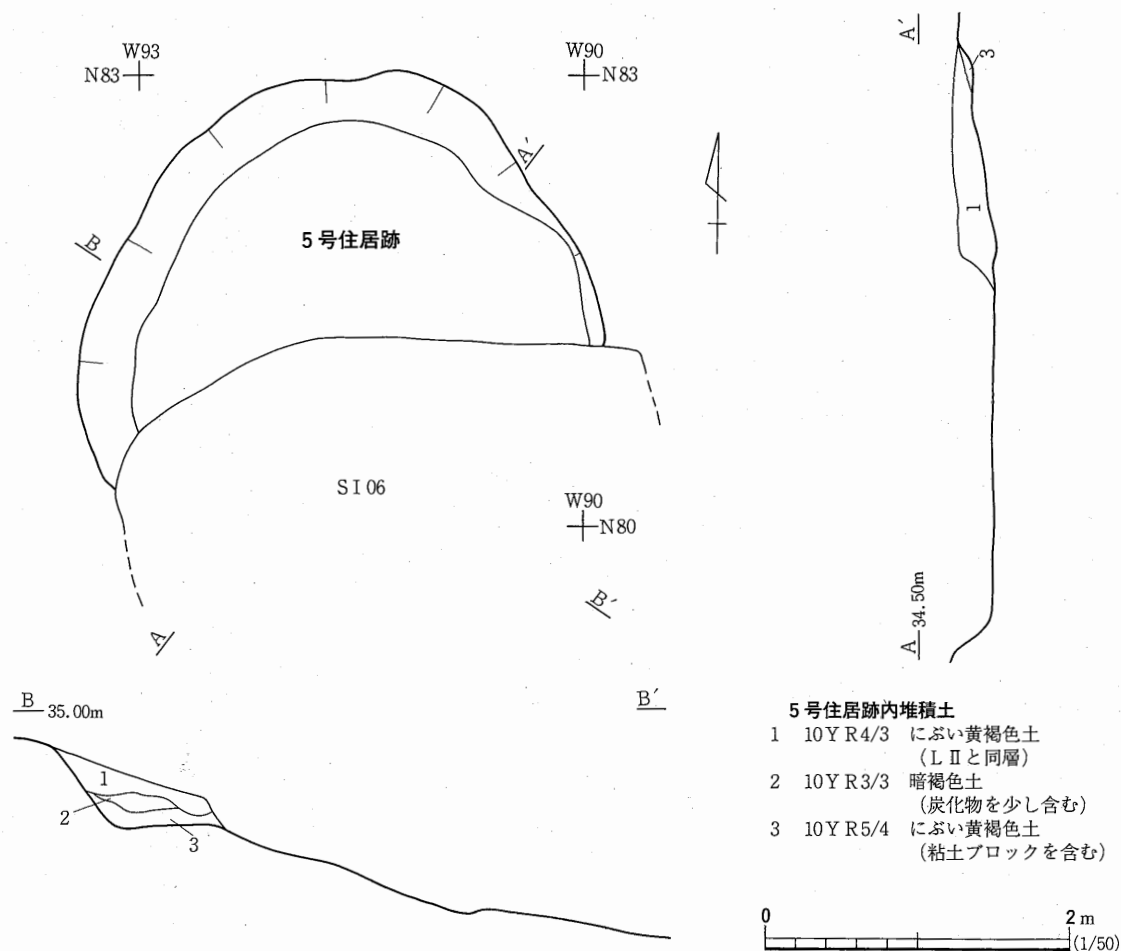 W93
N83
W90
N83
A′
3
1
A′
B
5号住居跡
SI06
W90
N80
B′
A
A 34.50m
B 35.00m
B′
1
2
3
5号住居跡内堆積土
1 10YR4/3 にぶい黄褐色土
(LⅡと同層)
2 10YR3/3 暗褐色土
(炭化物を少し含む)
3 10YR5/4 にぶい黄褐色土
(粘土ブロックを含む)
0 2m
(1/50)